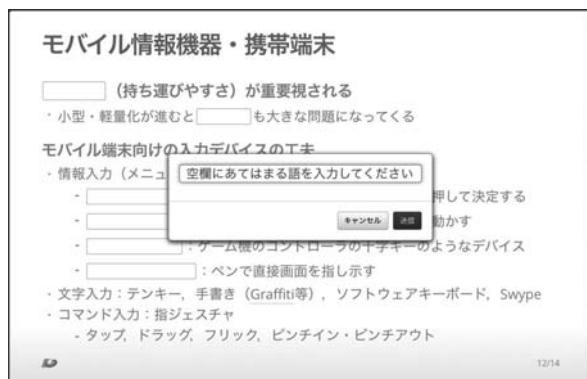 モバイル情報機器・携帯端末
（持ち運びやすさ）が重要視される
・小型・軽量化が進むと も大きな問題になってくる
モバイル端末向けの入力デバイスの工夫
・情報入力（メニュ
空欄にあてはまる語を入力してください
キャンセル 送信
- 押して決定する
- 動かす
- ：ゲーム機のコントローラの十字キーのようなデバイス
- ：ペンで直接画面を指し示す
・文字入力：テンキー，手書き（Graffiti等），ソフトウェアキーボード，Swype
・コマンド入力：指ジェスチャ
- タップ，ドラッグ，フリック，ピンチイン・ピンチアウト
12/14